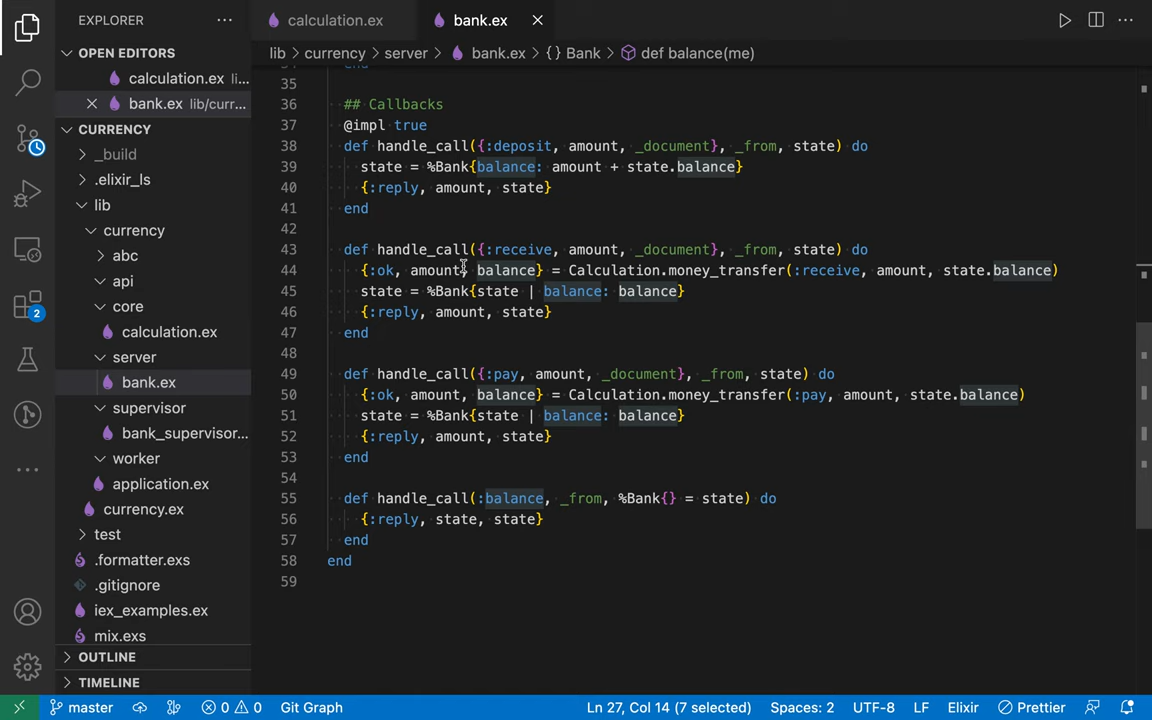 EXPLORER
OPEN EDITORS
calculation.ex li...
bank.ex lib/curr...
CURRENCY
_build
.elixir_ls
lib
currency
abc
api
core
calculation.ex
server
bank.ex
supervisor
bank_supervisor...
worker
application.ex
currency.ex
test
.formatter.exs
.gitignore
iex_examples.ex
mix.exs
OUTLINE
TIMELINE
2
calculation.ex
bank.ex
lib > currency > server > bank.ex > {} Bank > def balance(me)
35
36 ## Callbacks
37 @impl true
38 def handle_call({:deposit, amount, _document}, _from, state) do
39 state = %Bank{balance: amount + state.balance}
40 {:reply, amount, state}
41 end
42
43 def handle_call({:receive, amount, _document}, _from, state) do
44 {:ok, amount, balance} = Calculation.money_transfer(:receive, amount, state.balance)
45 state = %Bank{state | balance: balance}
46 {:reply, amount, state}
47 end
48
49 def handle_call({:pay, amount, _document}, _from, state) do
50 {:ok, amount, balance} = Calculation.money_transfer(:pay, amount, state.balance)
51 state = %Bank{state | balance: balance}
52 {:reply, amount, state}
53 end
54
55 def handle_call(:balance, _from, %Bank{} = state) do
56 {:reply, state, state}
57 end
58 end
59
master 0 0 Git Graph Ln 27, Col 14 (7 selected) Spaces: 2 UTF-8 LF Elixir Prettier